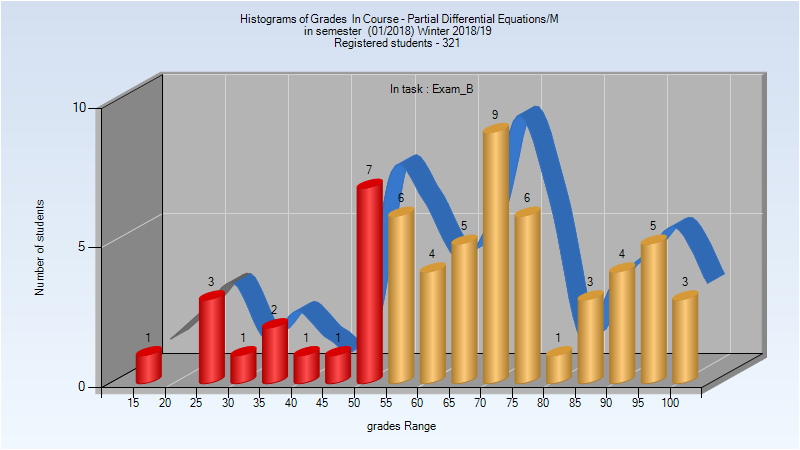 Histograms of Grades In Course - Partial Differential Equations/M
in semester (01/2018) Winter 2018/19
Registered students - 321
In task : Exam_B
10
5
0
Number of students
1
3
1
2
1
1
7
6
4
5
9
6
1
3
4
5
3
15 20 25 30 35 40 45 50 55 60 65 70 75 80 85 90 95 100
grades Range